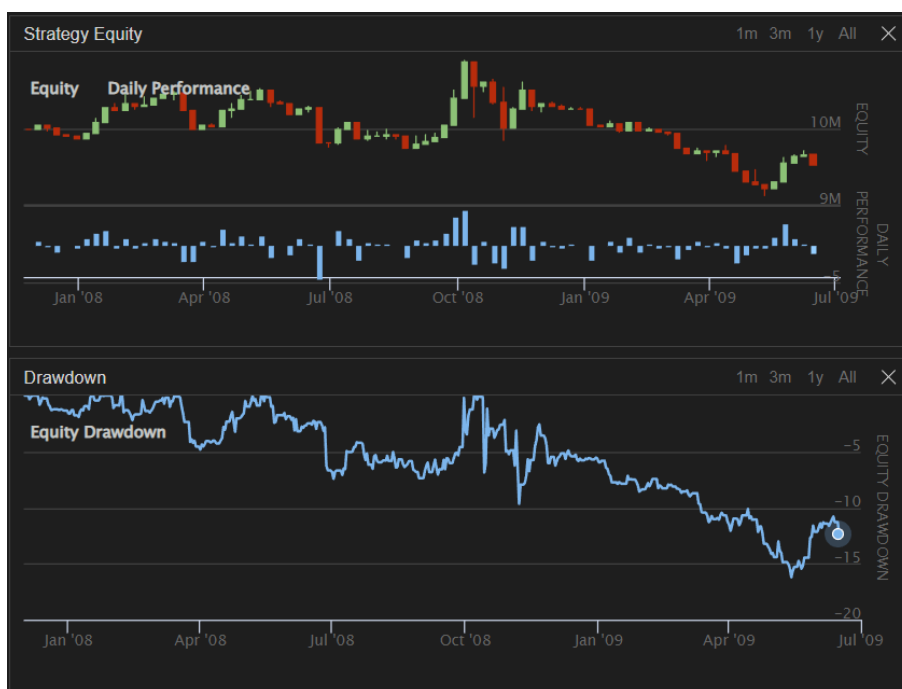 Strategy Equity 1m 3m 1y All
Equity Daily Performance
10M
EQUITY
9M
DAILY
PERFORMANCE
-5
Jan '08 Apr '08 Jul '08 Oct '08 Jan '09 Apr '09 Jul '09
Drawdown 1m 3m 1y All
Equity Drawdown
-5
-10
EQUITY DRAWDOWN
-15
-20
Jan '08 Apr '08 Jul '08 Oct '08 Jan '09 Apr '09 Jul '09